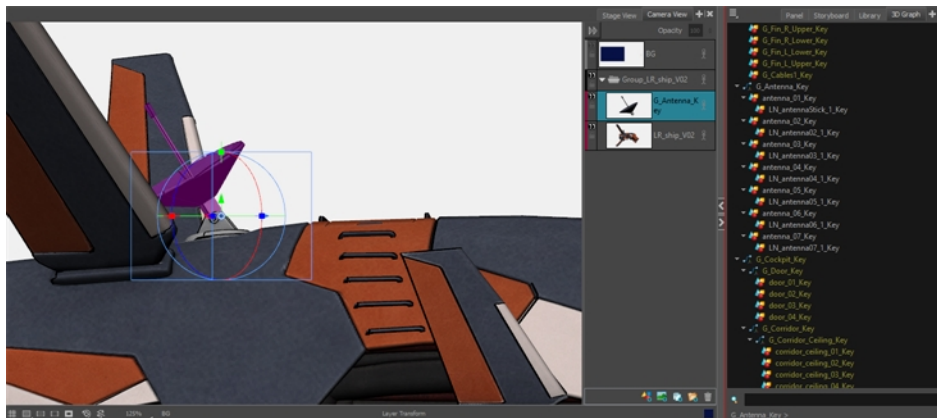 Stage View Camera View
Opacity
BG
Group_LR_ship_V02
G_Antenna_K
ey
LR_ship_V02
125% BG Layer Transform
Panel Storyboard Library 3D Graph
G_Fin_R_Upper_Key
G_Fin_R_Lower_Key
G_Fin_L_Lower_Key
G_Fin_L_Upper_Key
G_Cables1_Key
G_Antenna_Key
antenna_01_Key
LN_antennaStick_1_Key
antenna_02_Key
LN_antenna02_1_Key
antenna_03_Key
LN_antenna03_1_Key
antenna_04_Key
LN_antenna04_1_Key
antenna_05_Key
LN_antenna05_1_Key
antenna_06_Key
LN_antenna06_1_Key
antenna_07_Key
LN_antenna07_1_Key
G_Cockpit_Key
G_Door_Key
door_01_Key
door_02_Key
door_03_Key
door_04_Key
G_Corridor_Key
G_Corridor_Ceiling_Key
corridor_ceiling_01_Key
corridor_ceiling_02_Key
corridor_ceiling_03_Key
corridor_ceiling_04_Key
G_Antenna_Key >